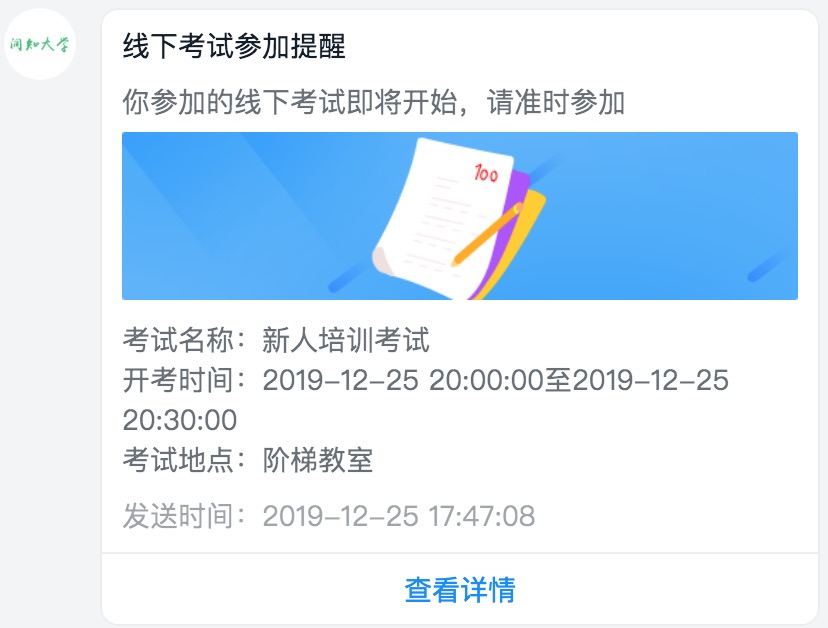 润知大学
线下考试参加提醒
你参加的线下考试即将开始，请准时参加
100
考试名称：新人培训考试
开考时间：2019-12-25 20:00:00至2019-12-25
20:30:00
考试地点：阶梯教室
发送时间：2019-12-25 17:47:08
查看详情